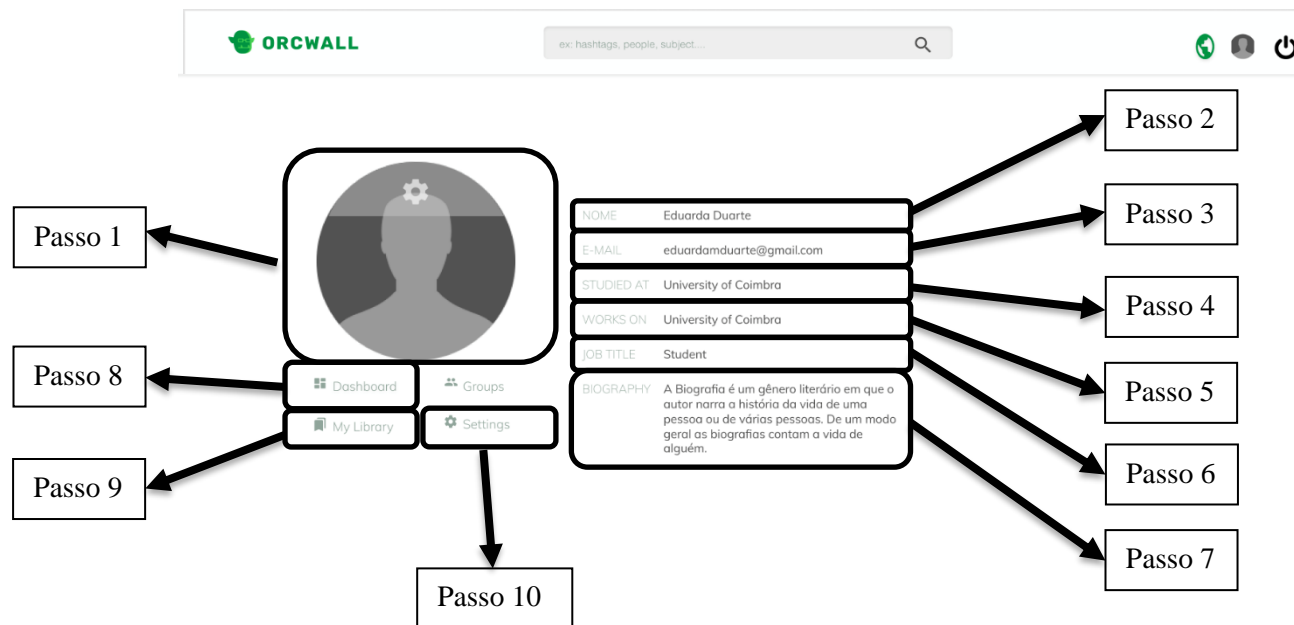 ORCWALL
ex: hashtags, people, subject....
Passo 2
Passo 3
Passo 1
NOME Eduarda Duarte
E-MAIL eduardamduarte@gmail.com
STUDIED AT University of Coimbra
Passo 4
WORKS ON University of Coimbra
JOB TITLE Student
Passo 8
Dashboard
Groups
BIOGRAPHY A Biografia é um gênero literário em que o
autor narra a história da vida de uma
pessoa ou de várias pessoas. De um modo
geral as biografias contam a vida de
alguém.
Passo 5
My Library
Settings
Passo 9
Passo 6
Passo 7
Passo 10